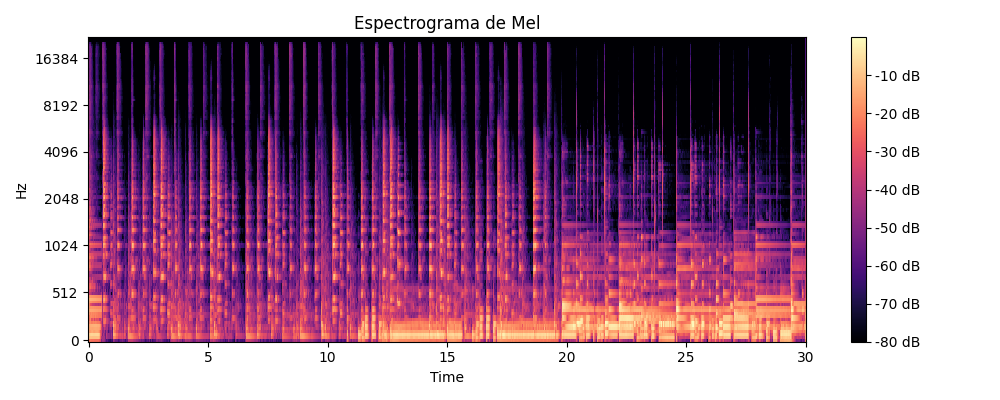 Espectrograma de Mel
16384
8192
4096
2048
1024
512
0
Hz
0 5 10 15 20 25 30
Time
-10 dB
-20 dB
-30 dB
-40 dB
-50 dB
-60 dB
-70 dB
-80 dB